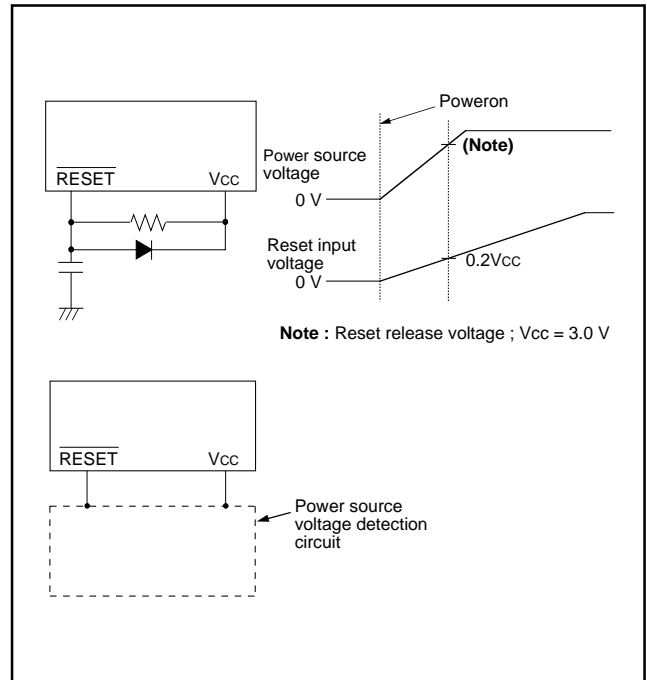 Poweron
(Note)
Power source
voltage
0 V
RESET VCC
Reset input
voltage
0 V
0.2VCC
Note : Reset release voltage ; Vcc = 3.0 V
RESET VCC
Power source
voltage detection
circuit